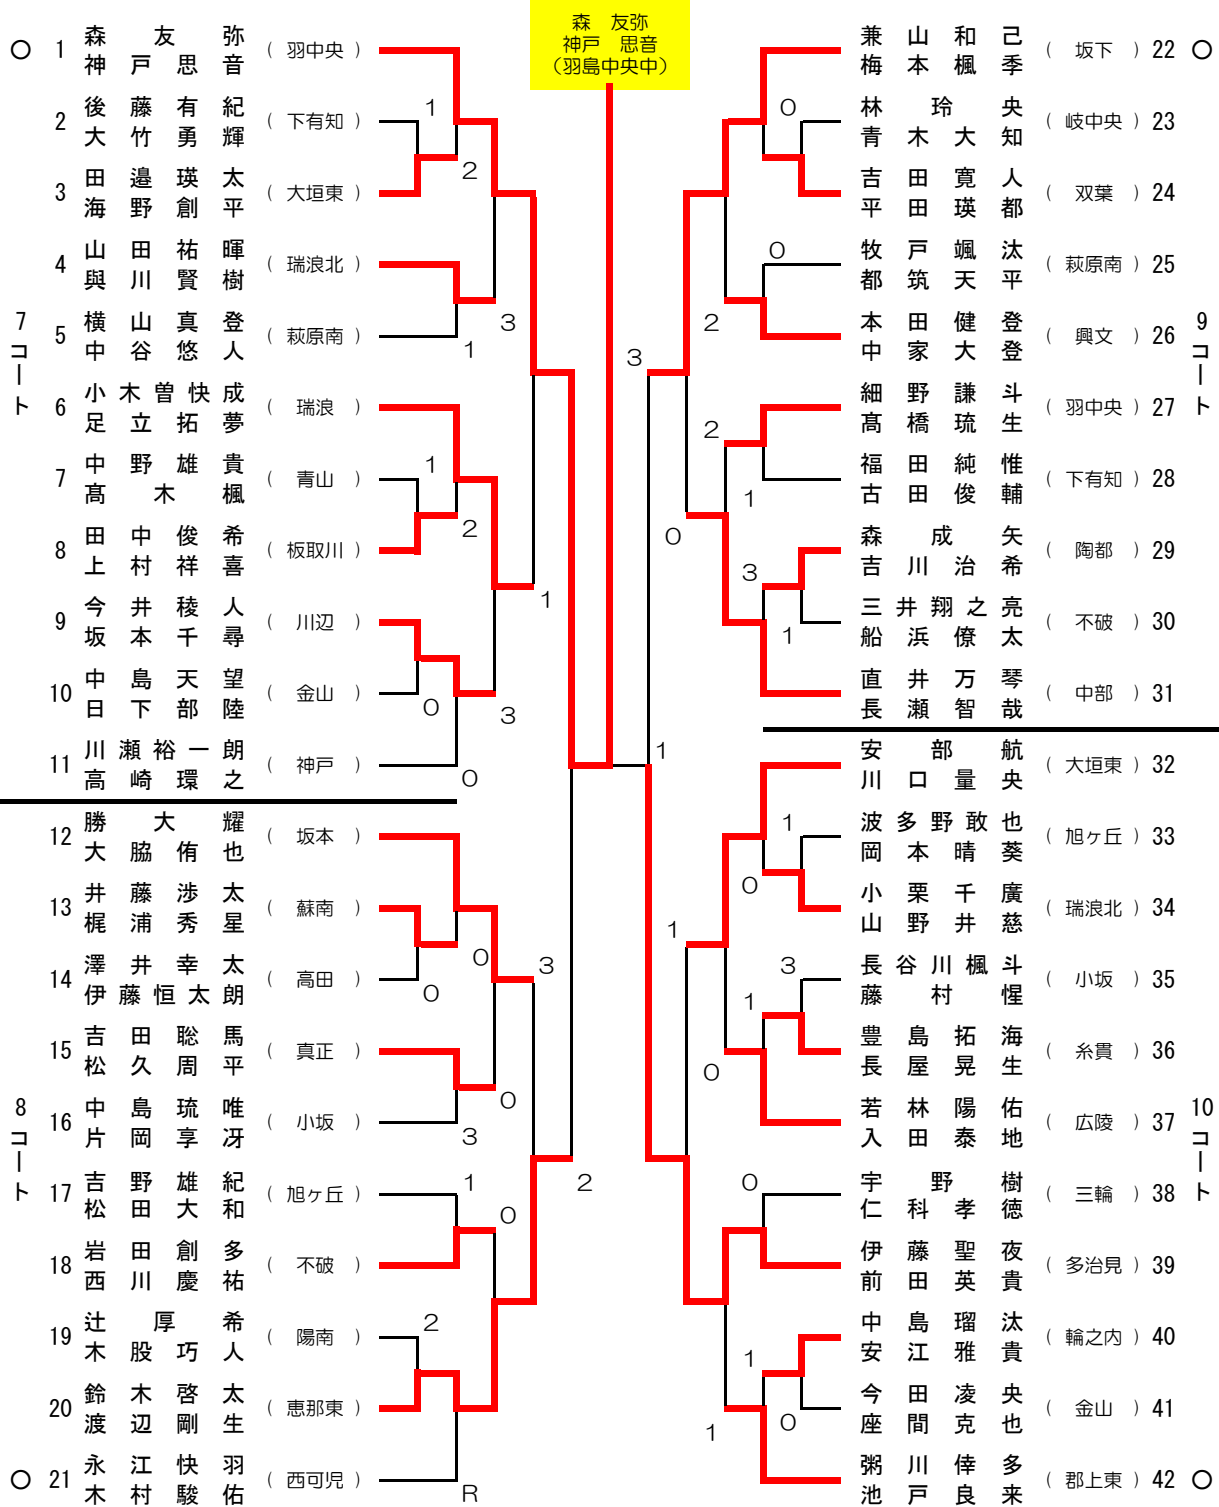 森　友弥
神戸　思音
（羽島中央中）
○ 1 森 友 弥 ( 羽中央 )
神 戸 思 音
2 後 藤 有 紀 ( 下有知 )
大 竹 勇 輝
1
3 田 邉 瑛 太 ( 大垣東 )
海 野 創 平
2
4 山 田 祐 暉 ( 瑞浪北 )
與 川 賢 樹
5 横 山 真 登 ( 萩原南 )
中 谷 悠 人
3
1
7コート
6 小 木 曽 快 成 ( 瑞浪 )
足 立 拓 夢
7 中 野 雄 貴 ( 青山 )
髙 木 楓
1
8 田 中 俊 希 ( 板取川 )
上 村 祥 喜
2
9 今 井 稜 人 ( 川辺 )
坂 本 千 尋
1
10 中 島 天 望 ( 金山 )
日 下 部 陸
0
3
11 川 瀬 裕 一 朗 ( 神戸 )
高 崎 環 之
0
12 勝 大 耀 ( 坂本 )
大 脇 侑 也
13 井 藤 渉 太 ( 蘇南 )
梶 浦 秀 星
0
3
14 澤 井 幸 太 ( 高田 )
伊 藤 恒 太 朗
0
15 吉 田 聡 馬 ( 真正 )
松 久 周 平
0
16 中 島 琉 唯 ( 小坂 )
片 岡 享 冴
3
8コート
17 吉 野 雄 紀 ( 旭ヶ丘 )
松 田 大 和
1
0
2
18 岩 田 創 多 ( 不破 )
西 川 慶 祐
19 辻 厚 希 ( 陽南 )
木 股 巧 人
2
20 鈴 木 啓 太 ( 恵那東 )
渡 辺 剛 生
○ 21 永 江 快 羽 ( 西可児 )
木 村 駿 佑
R
兼 山 和 己 ( 坂下 ) 22 ○
梅 本 楓 季
0
林 玲 央 ( 岐中央 ) 23
青 木 大 知
吉 田 寛 人 ( 双葉 ) 24
平 田 瑛 都
0
牧 戸 颯 汰 ( 萩原南 ) 25
都 筑 天 平
2
本 田 健 登 ( 興文 ) 26
中 家 大 登
9コート
3
細 野 謙 斗 ( 羽中央 ) 27
髙 橋 琉 生
2
福 田 純 惟 ( 下有知 ) 28
古 田 俊 輔
1
0
森 成 矢 ( 陶都 ) 29
吉 川 治 希
3
三 井 翔 之 亮 ( 不破 ) 30
船 浜 僚 太
1
直 井 万 琴 ( 中部 ) 31
長 瀬 智 哉
1
安 部 航 ( 大垣東 ) 32
川 口 量 央
1
波 多 野 敢 也 ( 旭ヶ丘 ) 33
岡 本 晴 葵
0
小 栗 千 廣 ( 瑞浪北 ) 34
山 野 井 慈
1
3
長 谷 川 楓 斗 ( 小坂 ) 35
藤 村 惺
1
豊 島 拓 海 ( 糸貫 ) 36
長 屋 晃 生
0
若 林 陽 佑 ( 広陵 ) 37
入 田 泰 地
10コート
0
宇 野 樹 ( 三輪 ) 38
仁 科 孝 徳
伊 藤 聖 夜 ( 多治見 ) 39
前 田 英 貴
中 島 瑠 汰 ( 輪之内 ) 40
安 江 雅 貴
1
今 田 凌 央 ( 金山 ) 41
座 間 克 也
0
1
粥 川 倖 多 ( 郡上東 ) 42 ○
池 戸 良 来